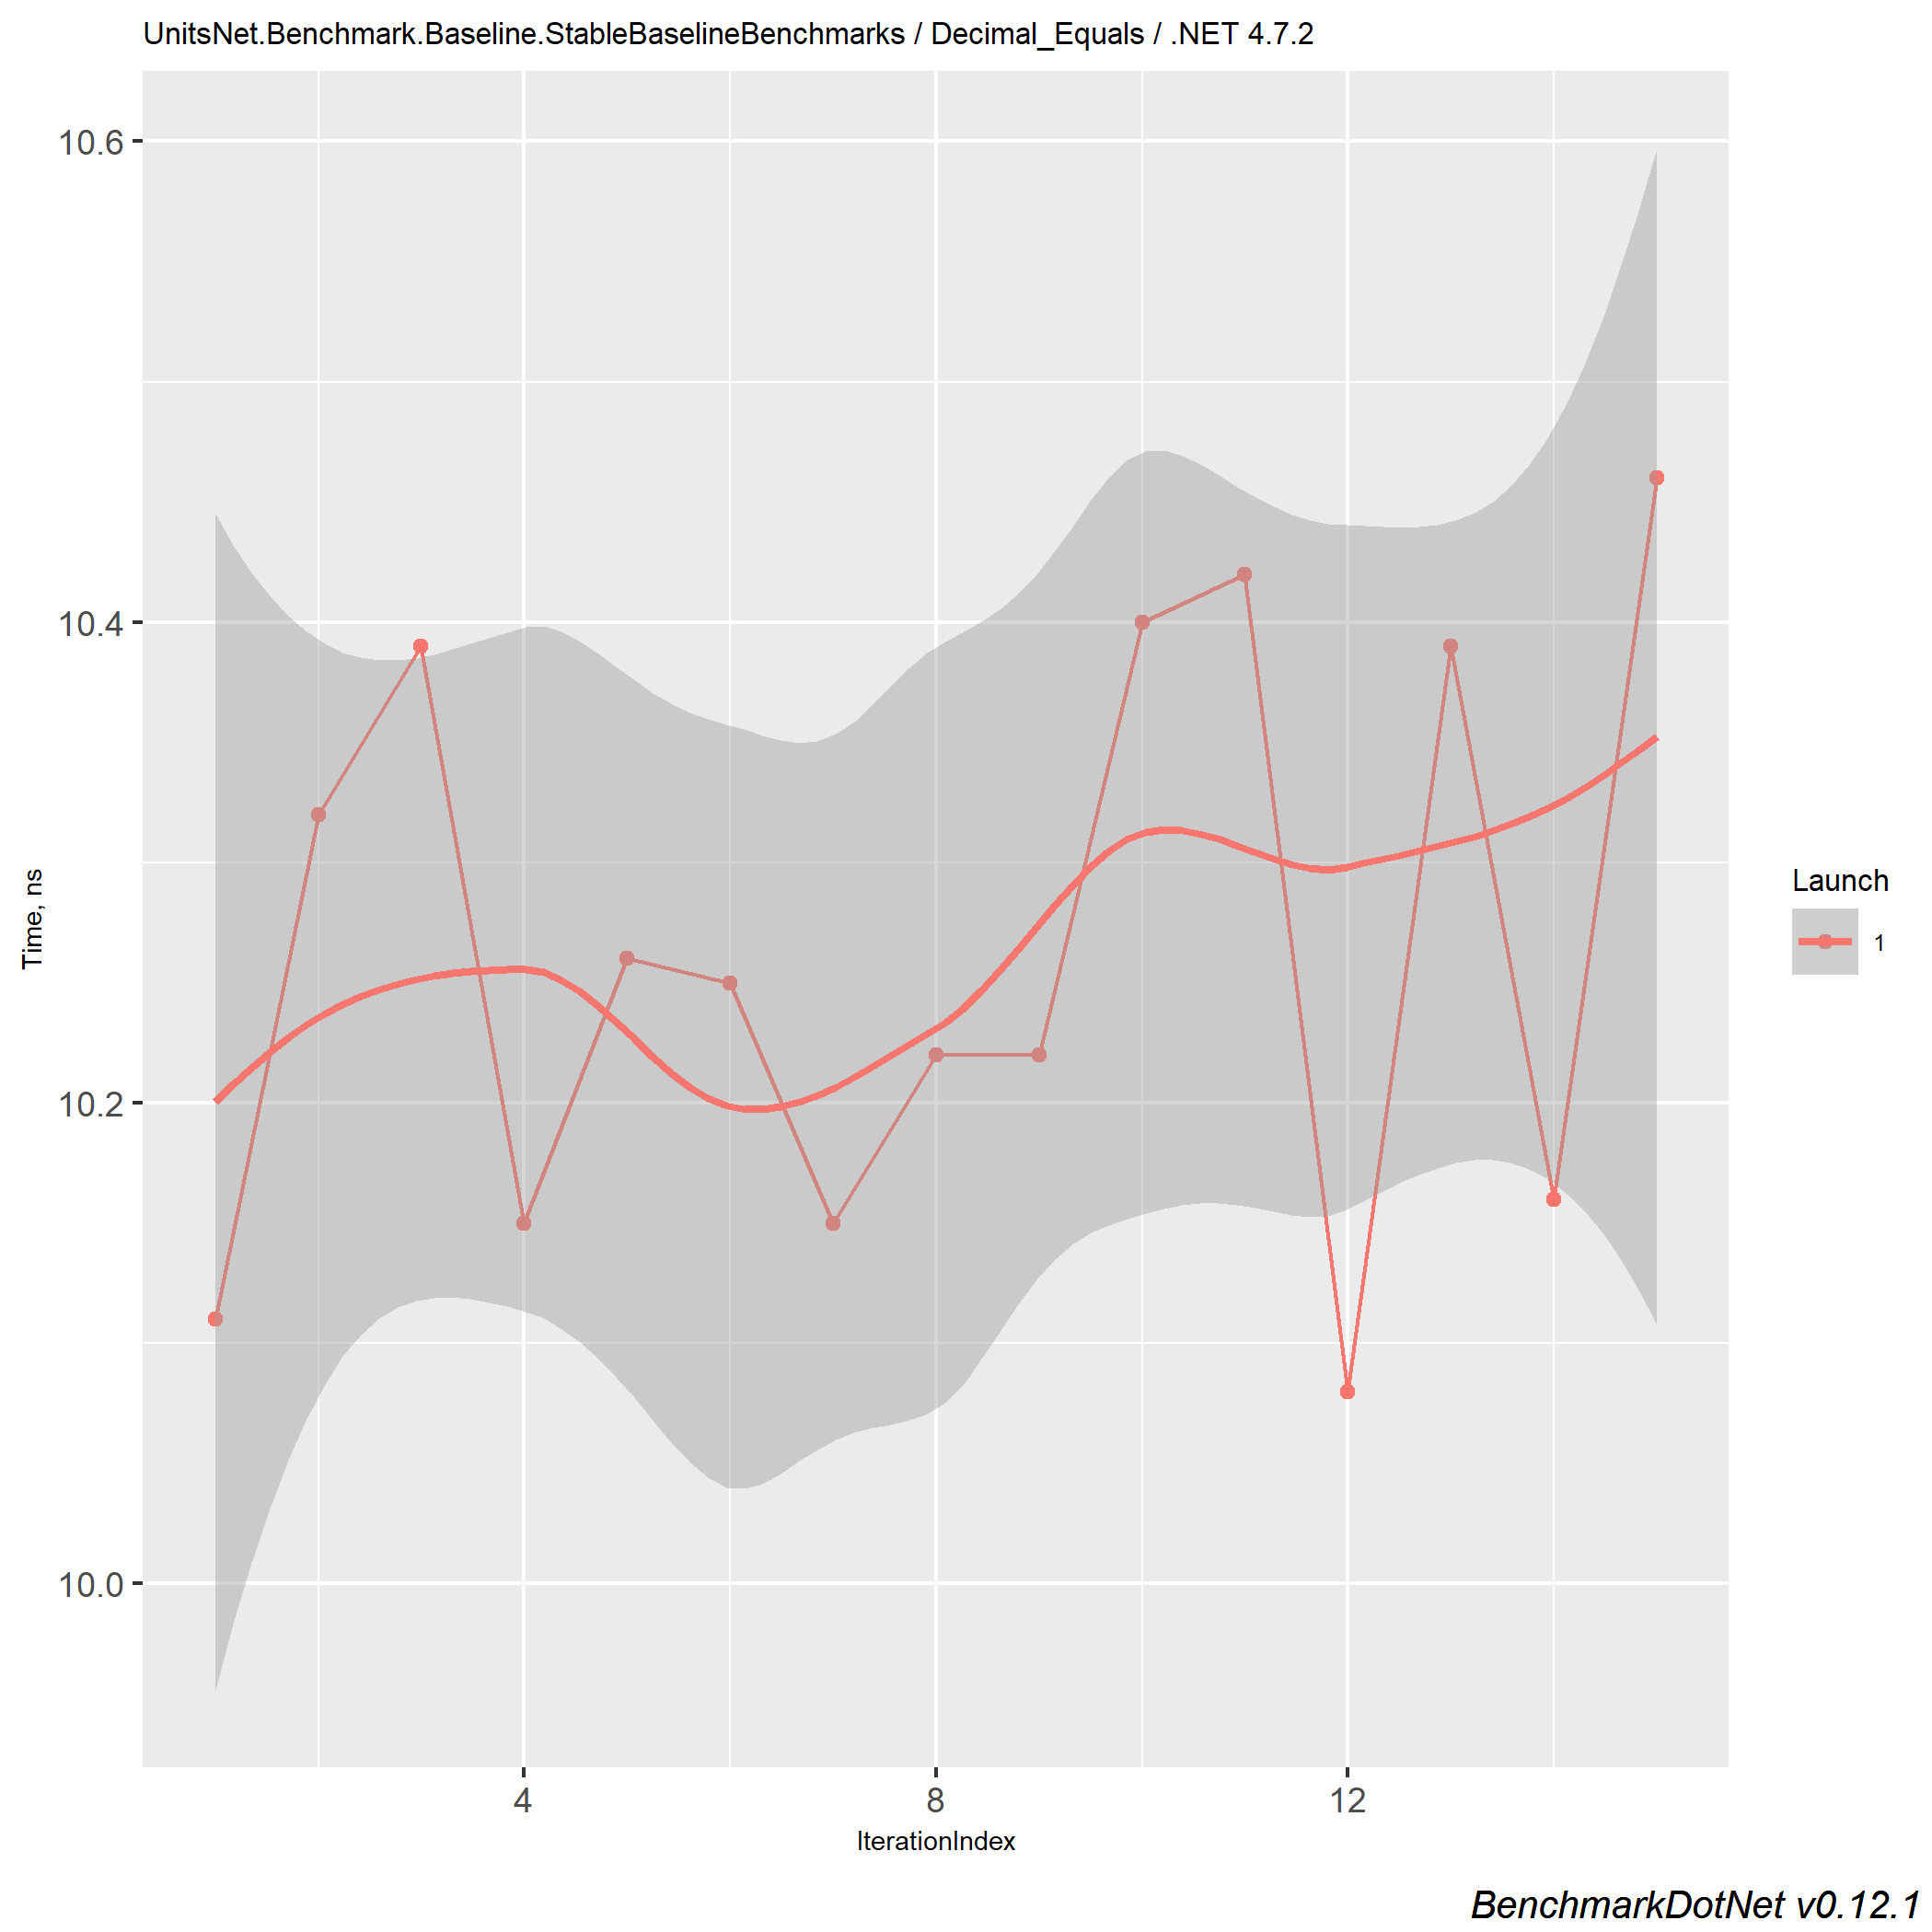 UnitsNet.Benchmark.Baseline.StableBaselineBenchmarks / Decimal_Equals / .NET 4.7.2
10.6
10.4
10.2
10.0
Time, ns
4 8 12
IterationIndex
Launch
1
BenchmarkDotNet v0.12.1